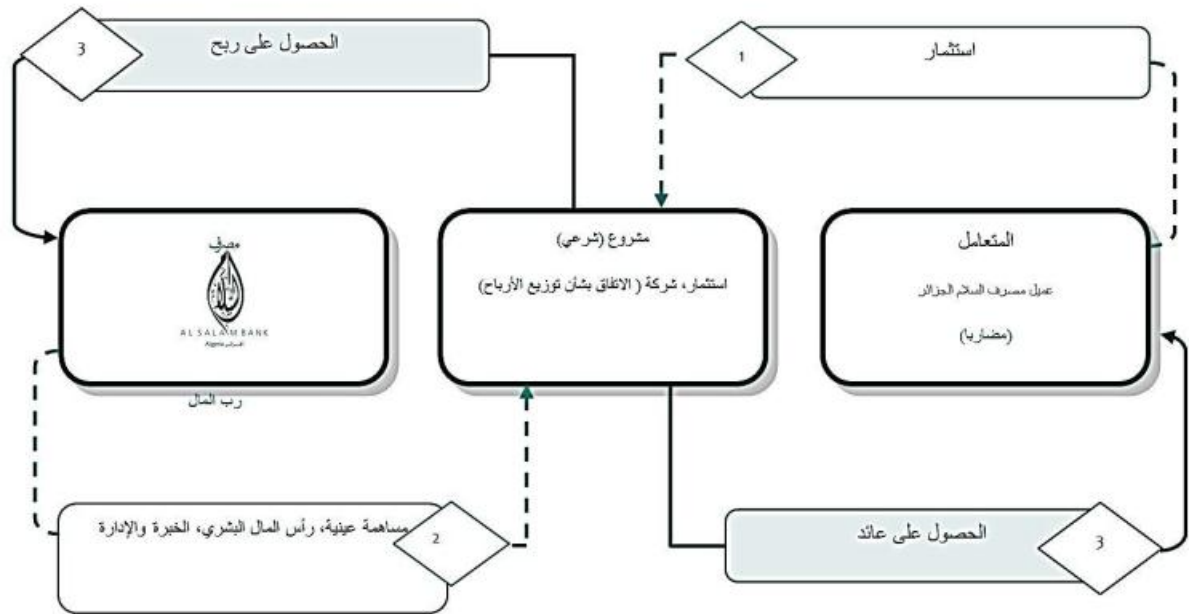 استثمار
1
الحصول على ربح
3
المتعامل
عميل مصرف السلام الجزائر
(مضاربا)
مشروع (شرعي)
استثمار، شركة ( الاتفاق بشأن توزيع الأرباح)
مصرف
السلام
AL SALAM BANK
Algeria الجزائر
رب المال
مساهمة عينية، رأس المال البشري، الخبرة والإدارة
2
الحصول على عائد
3